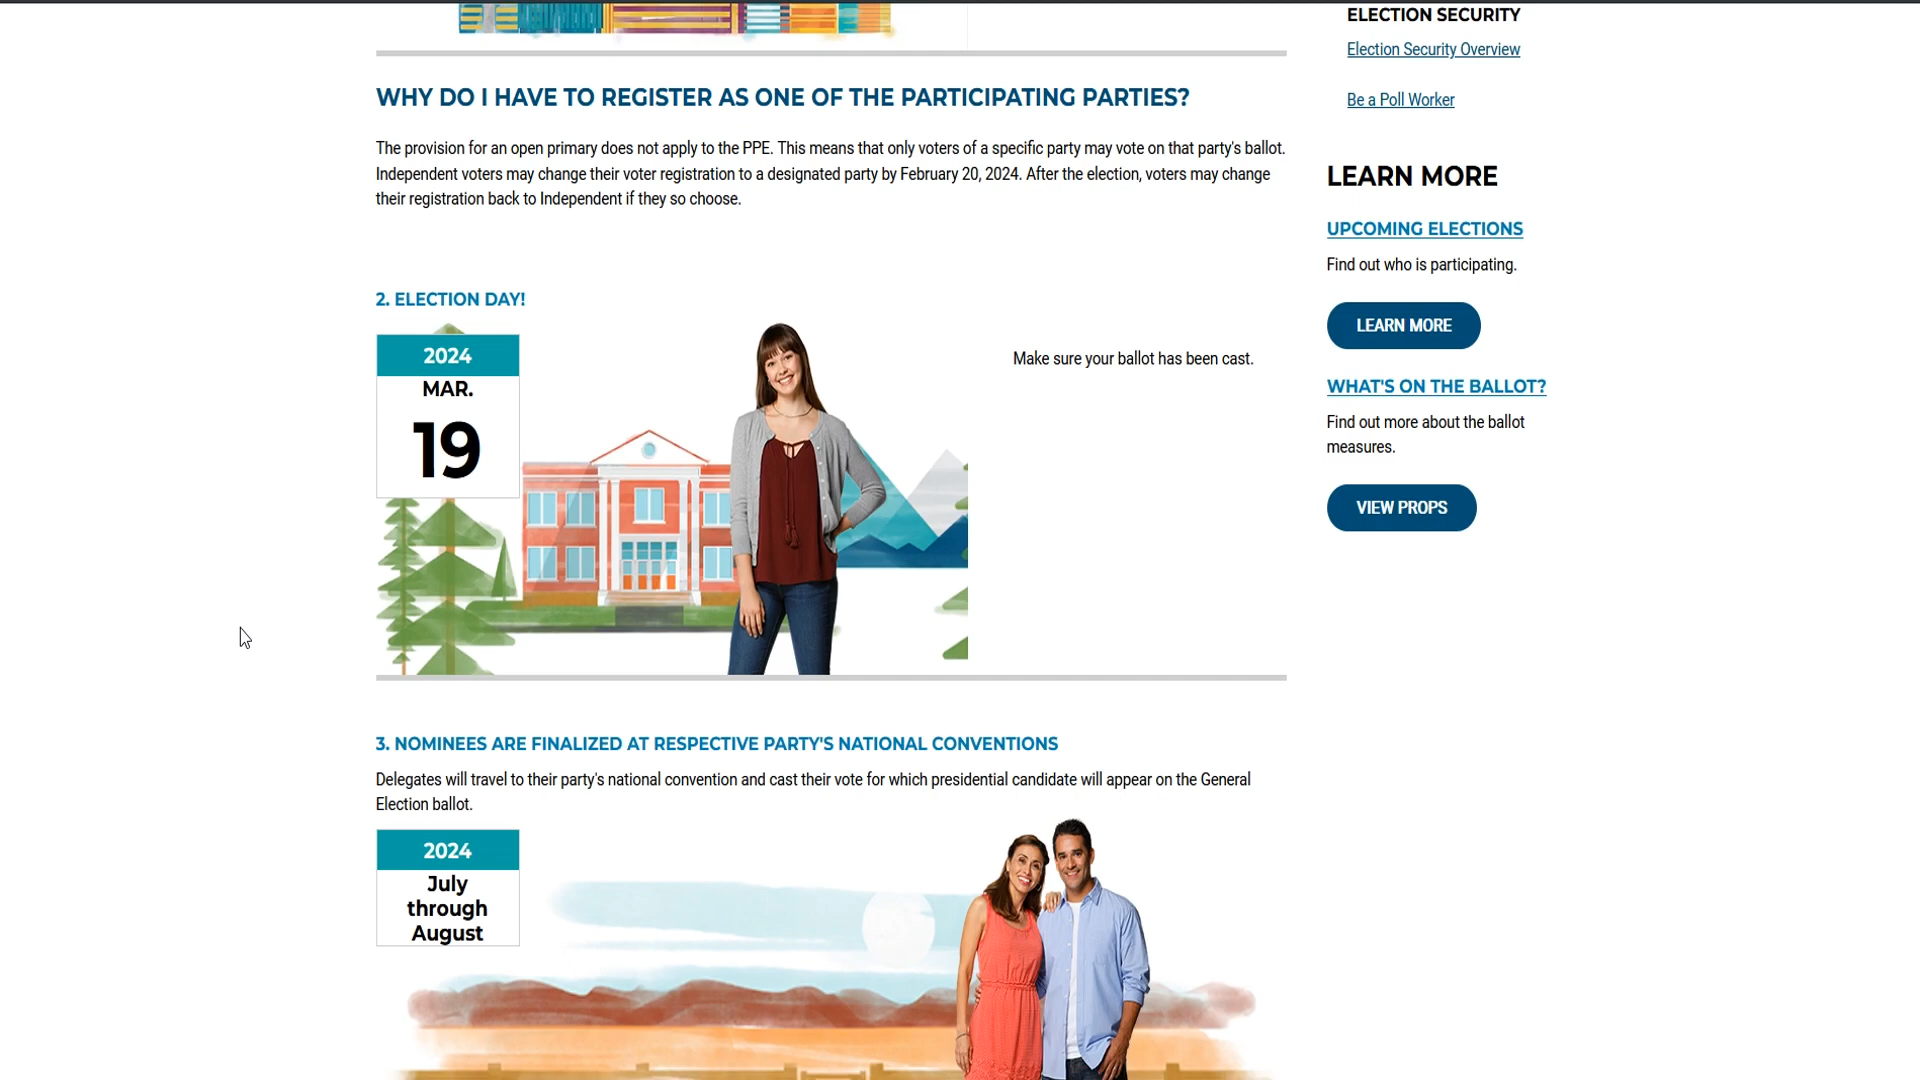 WHY DO I HAVE TO REGISTER AS ONE OF THE PARTICIPATING PARTIES?
The provision for an open primary does not apply to the PPE. This means that only voters of a specific party may vote on that party's ballot.
Independent voters may change their voter registration to a designated party by February 20, 2024. After the election, voters may change
their registration back to Independent if they so choose.
2. ELECTION DAY!
2024
MAR.
19
Make sure your ballot has been cast.
3. NOMINEES ARE FINALIZED AT RESPECTIVE PARTY'S NATIONAL CONVENTIONS
Delegates will travel to their party's national convention and cast their vote for which presidential candidate will appear on the General
Election ballot.
2024
July
through
August
ELECTION SECURITY
Election Security Overview
Be a Poll Worker
LEARN MORE
UPCOMING ELECTIONS
Find out who is participating.
LEARN MORE
WHAT'S ON THE BALLOT?
Find out more about the ballot
measures.
VIEW PROPS